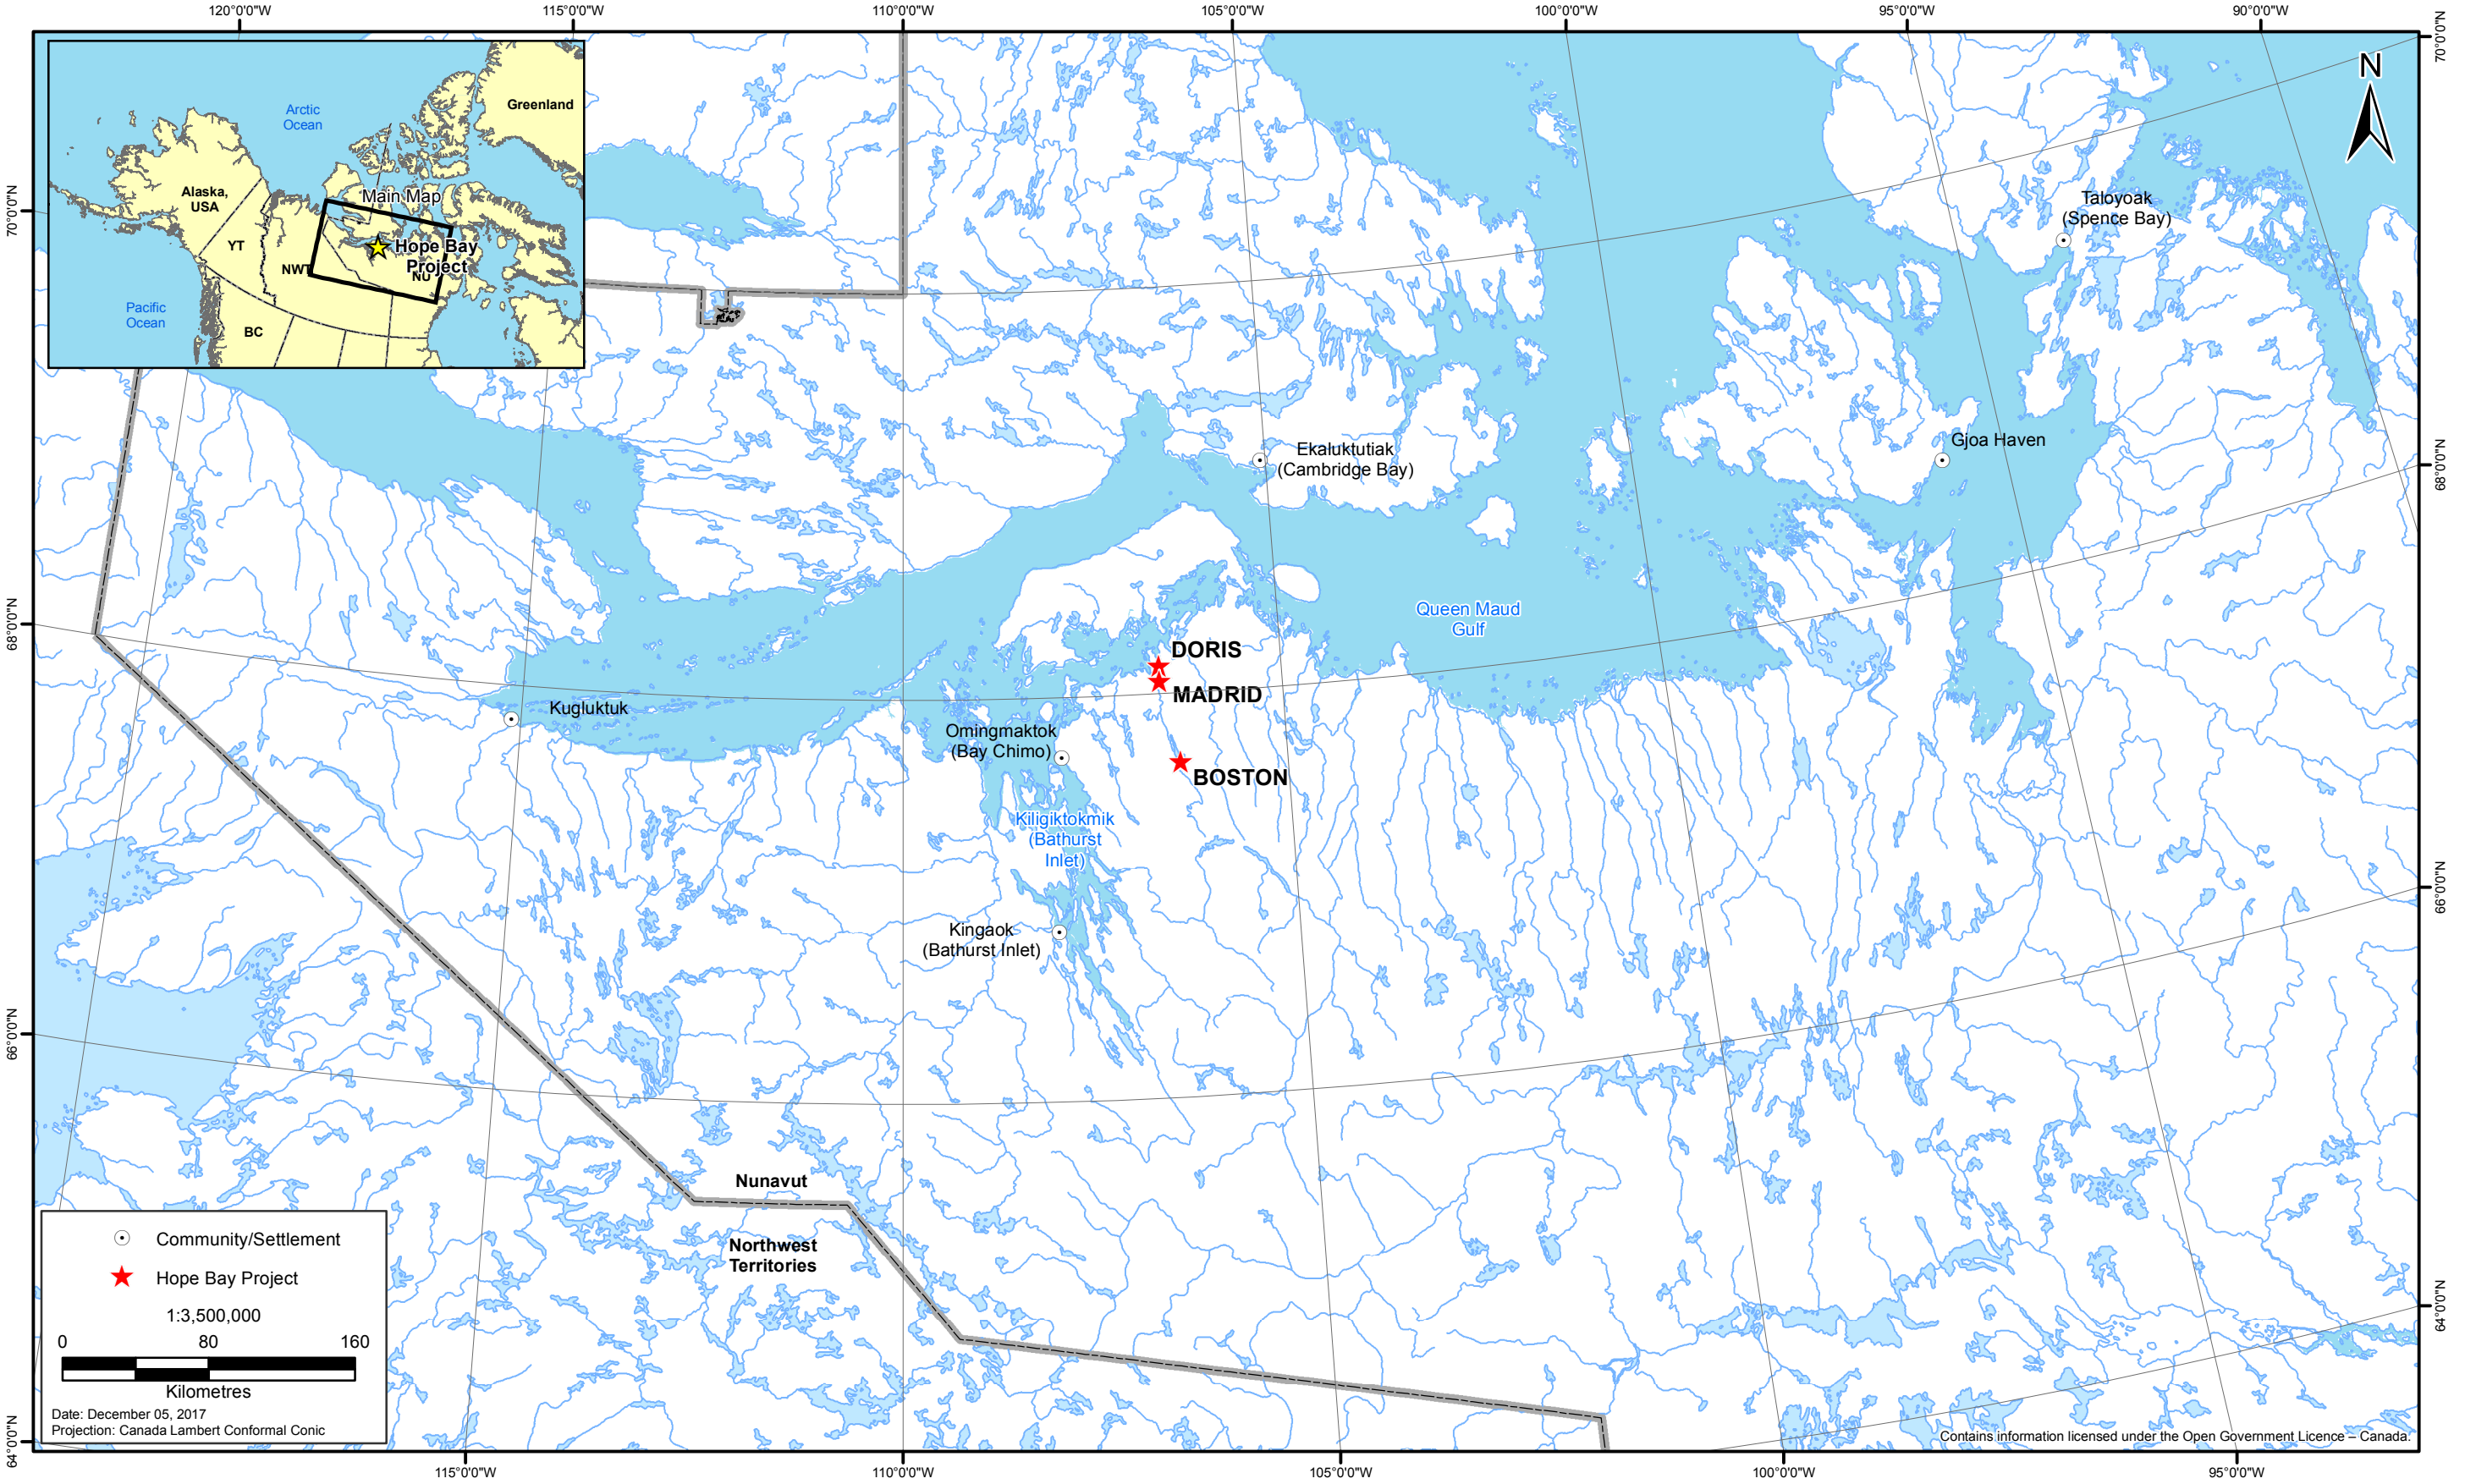 120°0'0"W
115°0'0"W
110°0'0"W
105°0'0"W
100°0'0"W
95°0'0"W
90°0'0"W
70°0'0"N
70°0'0"N
68°0'0"N
68°0'0"N
66°0'0"N
66°0'0"N
64°0'0"N
64°0'0"N
Greenland
Arctic
Ocean
Alaska,
USA
Main Map
YT
NWT
Hope Bay
Project
NU
Pacific
Ocean
BC
N
Taloyoak
(Spence Bay)
Gjoa Haven
Ekaluktutiak
(Cambridge Bay)
Queen Maud
Gulf
DORIS
MADRID
Kugluktuk
Omingmaktok
(Bay Chimo)
BOSTON
Kiligiktokmik
(Bathurst
Inlet)
Kingaok
(Bathurst Inlet)
Nunavut
Northwest
Territories
Community/Settlement
Hope Bay Project
1:3,500,000
0 80 160
Kilometres
Date: December 05, 2017
Projection: Canada Lambert Conformal Conic
Contains information licensed under the Open Government Licence – Canada.
115°0'0"W
110°0'0"W
105°0'0"W
100°0'0"W
95°0'0"W